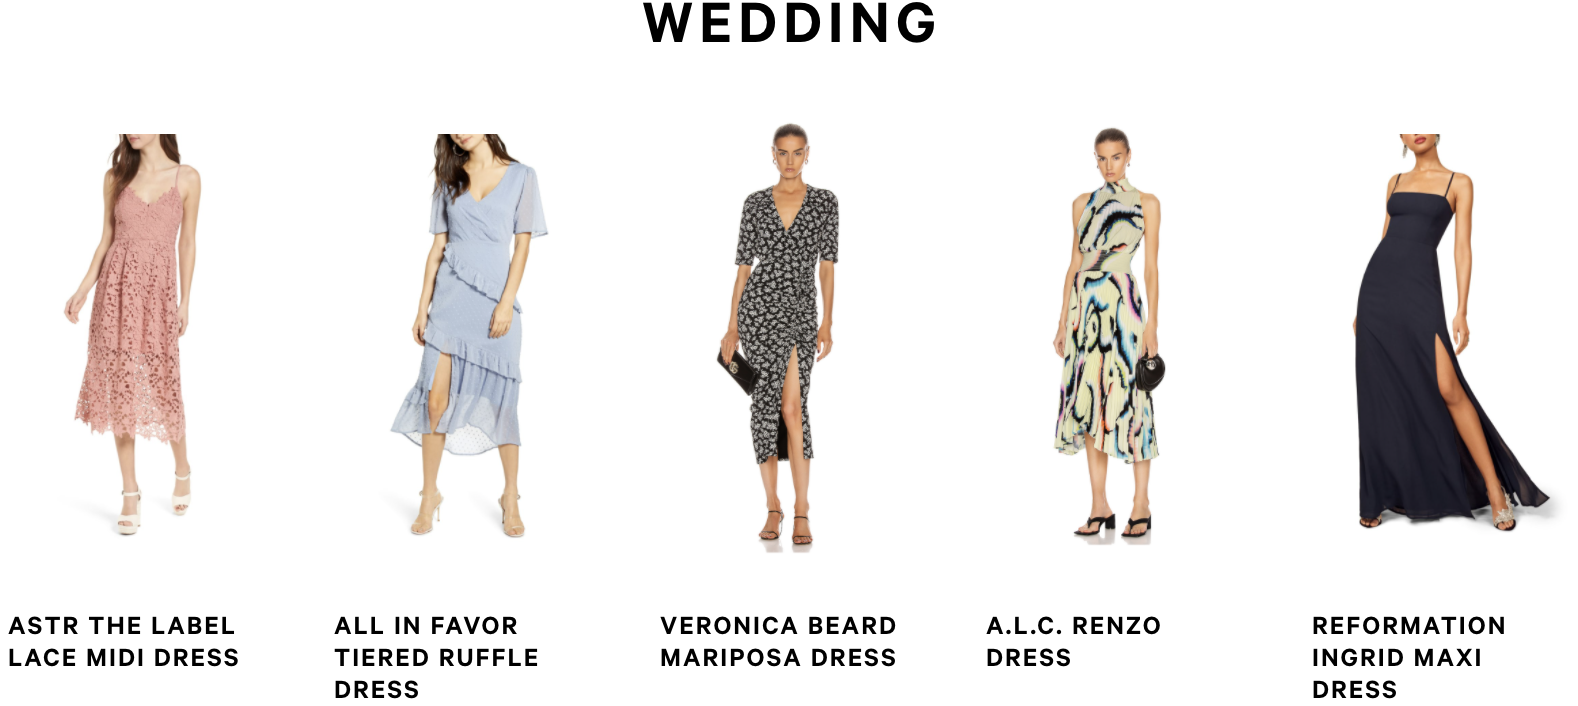 WEDDING
ASTR THE LABEL
LACE MIDI DRESS
ALL IN FAVOR
TIERED RUFFLE
DRESS
VERONICA BEARD
MARIPOSA DRESS
A.L.C. RENZO
DRESS
REFORMATION
INGRID MAXI
DRESS